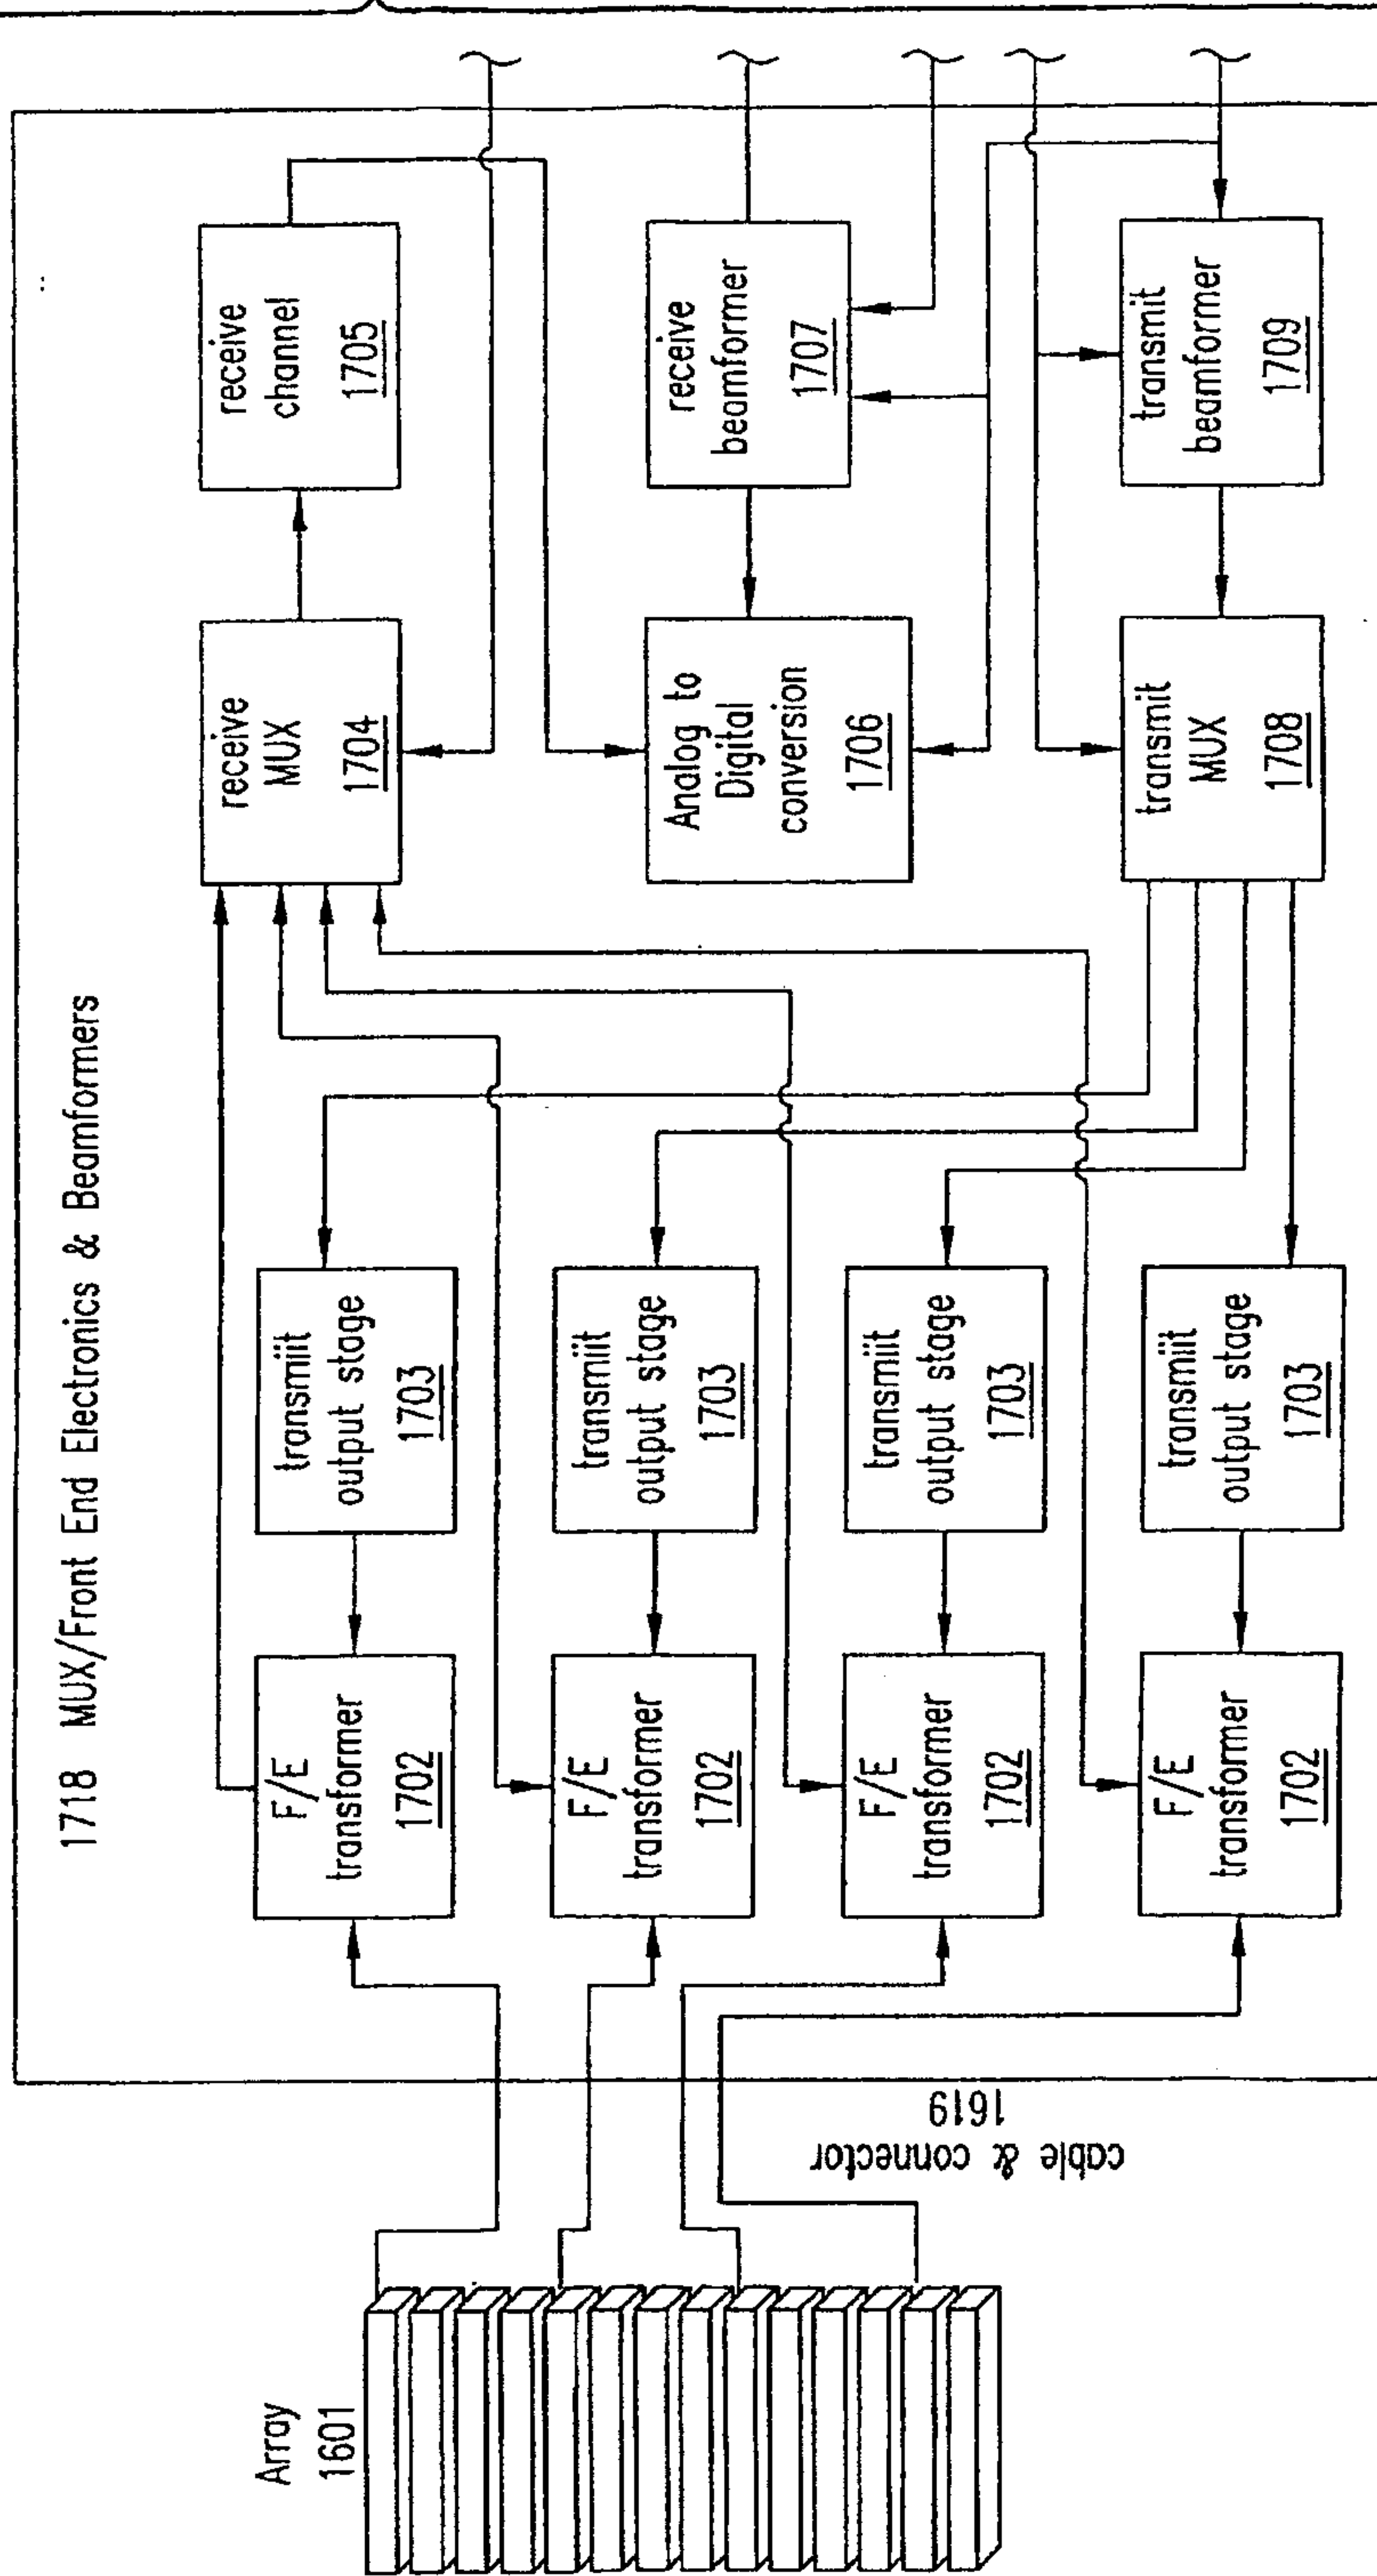 1718 MUX/Front End Electronics & Beamformers
Array
1601
cable & connector
1619
F/E
transformer
1702
transmiit
output stage
1703
receive
MUX
1704
receive
channel
1705
F/E
transformer
1702
transmiit
output stage
1703
Analog to
Digital
conversion
1706
receive
beamformer
1707
F/E
transformer
1702
transmiit
output stage
1703
F/E
transformer
1702
transmiit
output stage
1703
transmit
MUX
1708
transmit
beamformer
1709